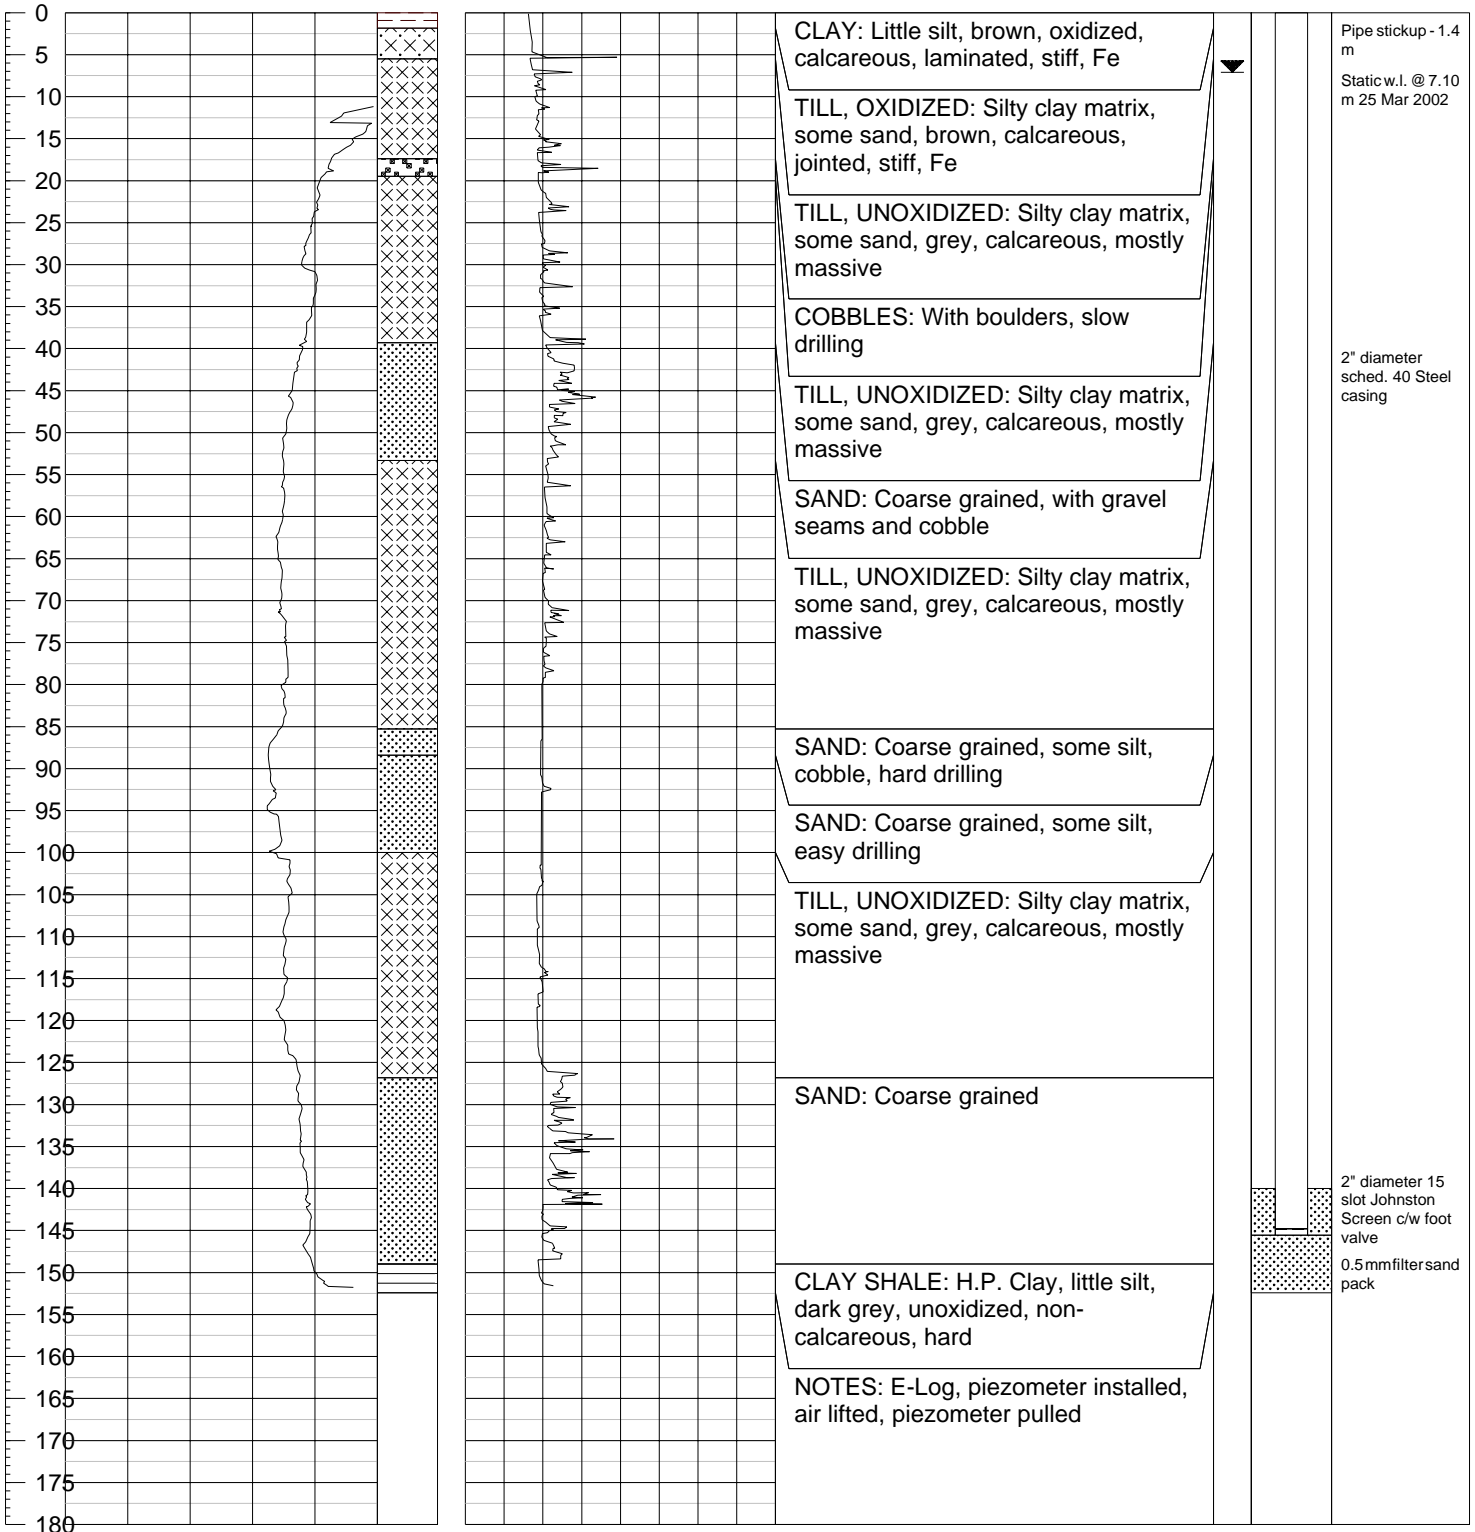 0
5
10
15
20
25
30
35
40
45
50
55
60
65
70
75
80
85
90
95
100
105
110
115
120
125
130
135
140
145
150
155
160
165
170
175
180
CLAY: Little silt, brown, oxidized,
calcareous, laminated, stiff, Fe
TILL, OXIDIZED: Silty clay matrix,
some sand, brown, calcareous,
jointed, stiff, Fe
TILL, UNOXIDIZED: Silty clay matrix,
some sand, grey, calcareous, mostly
massive
COBBLES: With boulders, slow
drilling
TILL, UNOXIDIZED: Silty clay matrix,
some sand, grey, calcareous, mostly
massive
SAND: Coarse grained, with gravel
seams and cobble
TILL, UNOXIDIZED: Silty clay matrix,
some sand, grey, calcareous, mostly
massive
SAND: Coarse grained, some silt,
cobble, hard drilling
SAND: Coarse grained, some silt,
easy drilling
TILL, UNOXIDIZED: Silty clay matrix,
some sand, grey, calcareous, mostly
massive
SAND: Coarse grained
CLAY SHALE: H.P. Clay, little silt,
dark grey, unoxidized, non-
calcareous, hard
NOTES: E-Log, piezometer installed,
air lifted, piezometer pulled
Pipe stickup - 1.4
m
Static w.l. @ 7.10
m 25 Mar 2002
2" diameter
sched. 40 Steel
casing
2" diameter 15
slot Johnston
Screen c/w foot
valve
0.5 mm filter sand
pack